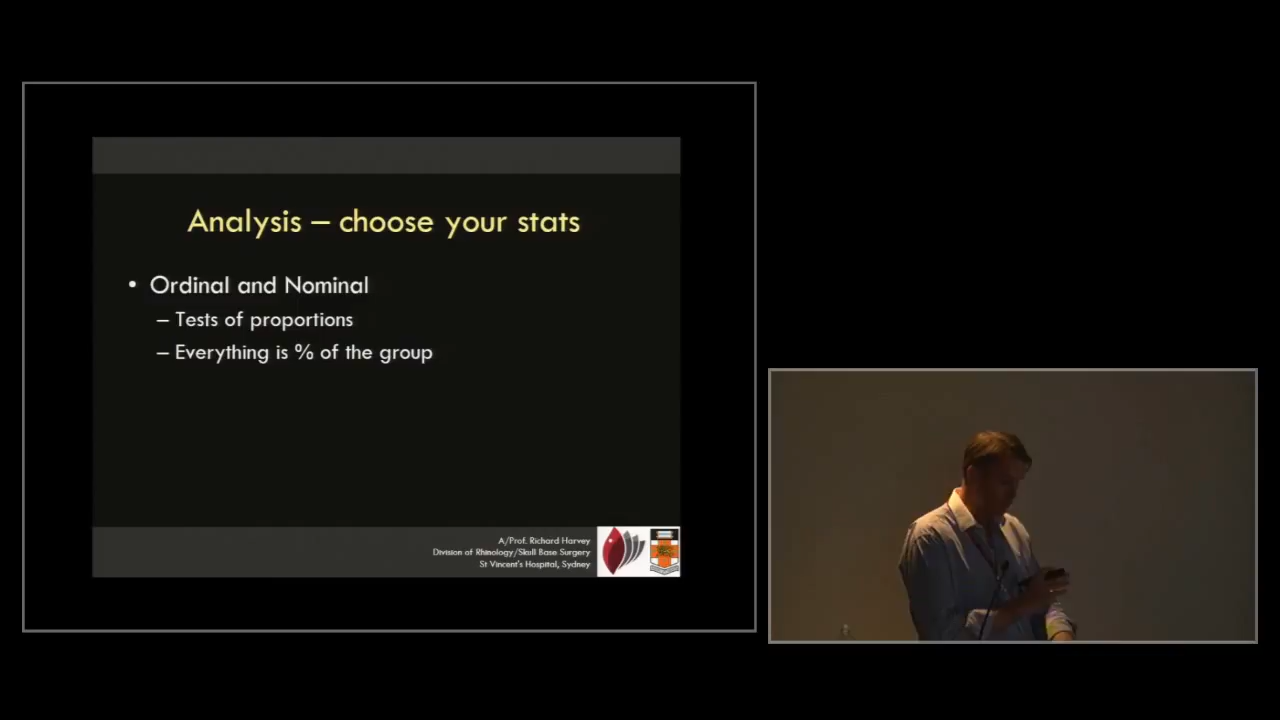 Analysis – choose your stats
• Ordinal and Nominal
– Tests of proportions
– Everything is % of the group
A/Prof. Richard Harvey
Division of Rhinology/Skull Base Surgery
St Vincent's Hospital, Sydney